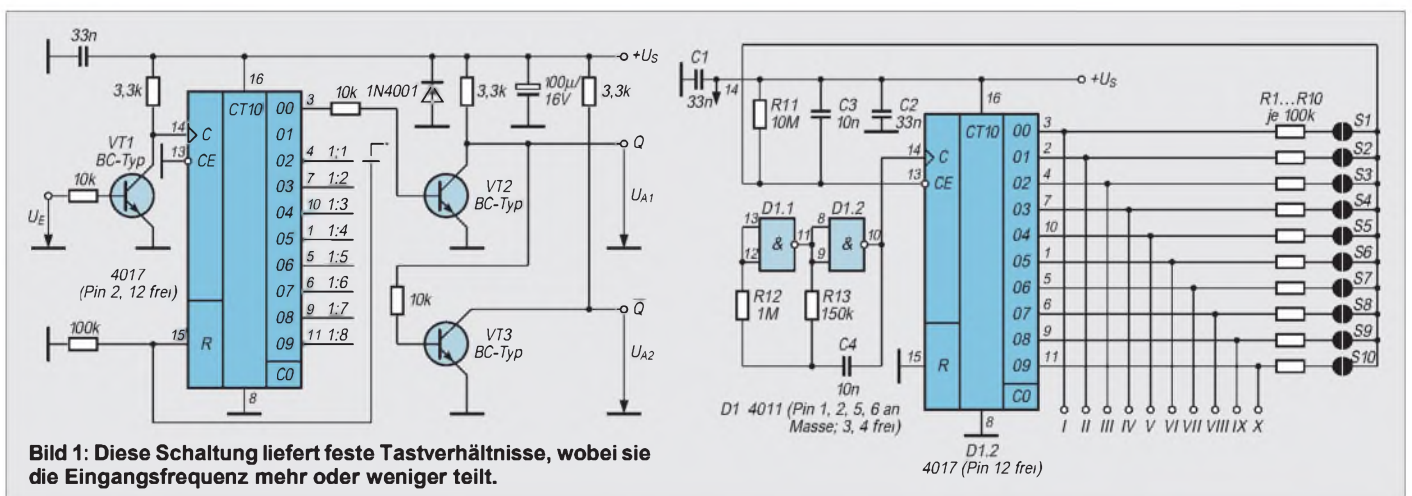 33n
+US
3,3k
16
CT10
00
3
10k
1N4001
3,3k
100µ/
16V
3,3k
14
C
01
VT1
BC-Typ
13
CE
02
4
1:1
Q
10k
03
7
1:2
VT2
BC-Typ
UE
04
10
1:3
UA1
05
1
1:4
4017
(Pin 2, 12 frei)
06
5
1:5
07
6
1:6
10k
Q
100k
08
9
1:7
15
R
09
11
1:8
VT3
BC-Typ
UA2
C0
8
Bild 1: Diese Schaltung liefert feste Tastverhältnisse, wobei sie
die Eingangsfrequenz mehr oder weniger teilt.
C1
33n
14
+US
R11
10M
C3
10n
C2
33n
16
R1...R10
je 100k
CT10
00
3
S1
14
C
01
2
S2
13
CE
02
4
S3
D1.1
D1.2
03
7
S4
13
12
&
11
8
9
&
10
04
10
S5
05
1
S6
R12
1M
R13
150k
06
5
S7
07
6
S8
C4
10n
08
9
S9
15
R
09
11
S10
C0
D1 4011 (Pin 1, 2, 5, 6 an
Masse; 3, 4 frei)
8
I II III IV V VI VII VIII IX X
D1.2
4017 (Pin 12 frei)